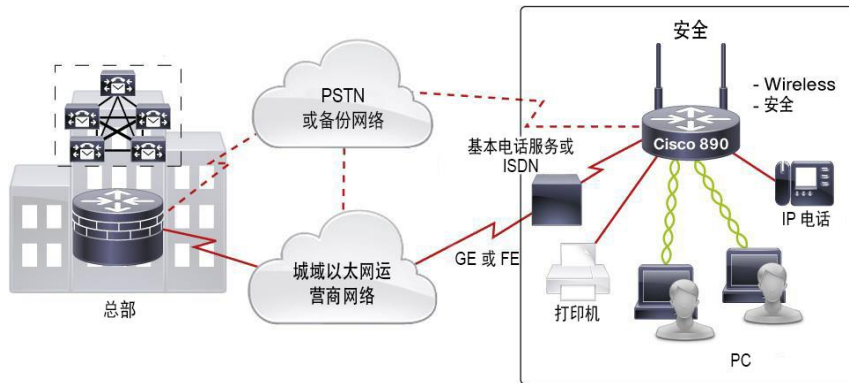 安全
PSTN
或备份网络
- Wireless
- 安全
Cisco 890
基本电话服务或
ISDN
IP 电话
GE 或 FE
城域以太网运
营商网络
打印机
总部
PC